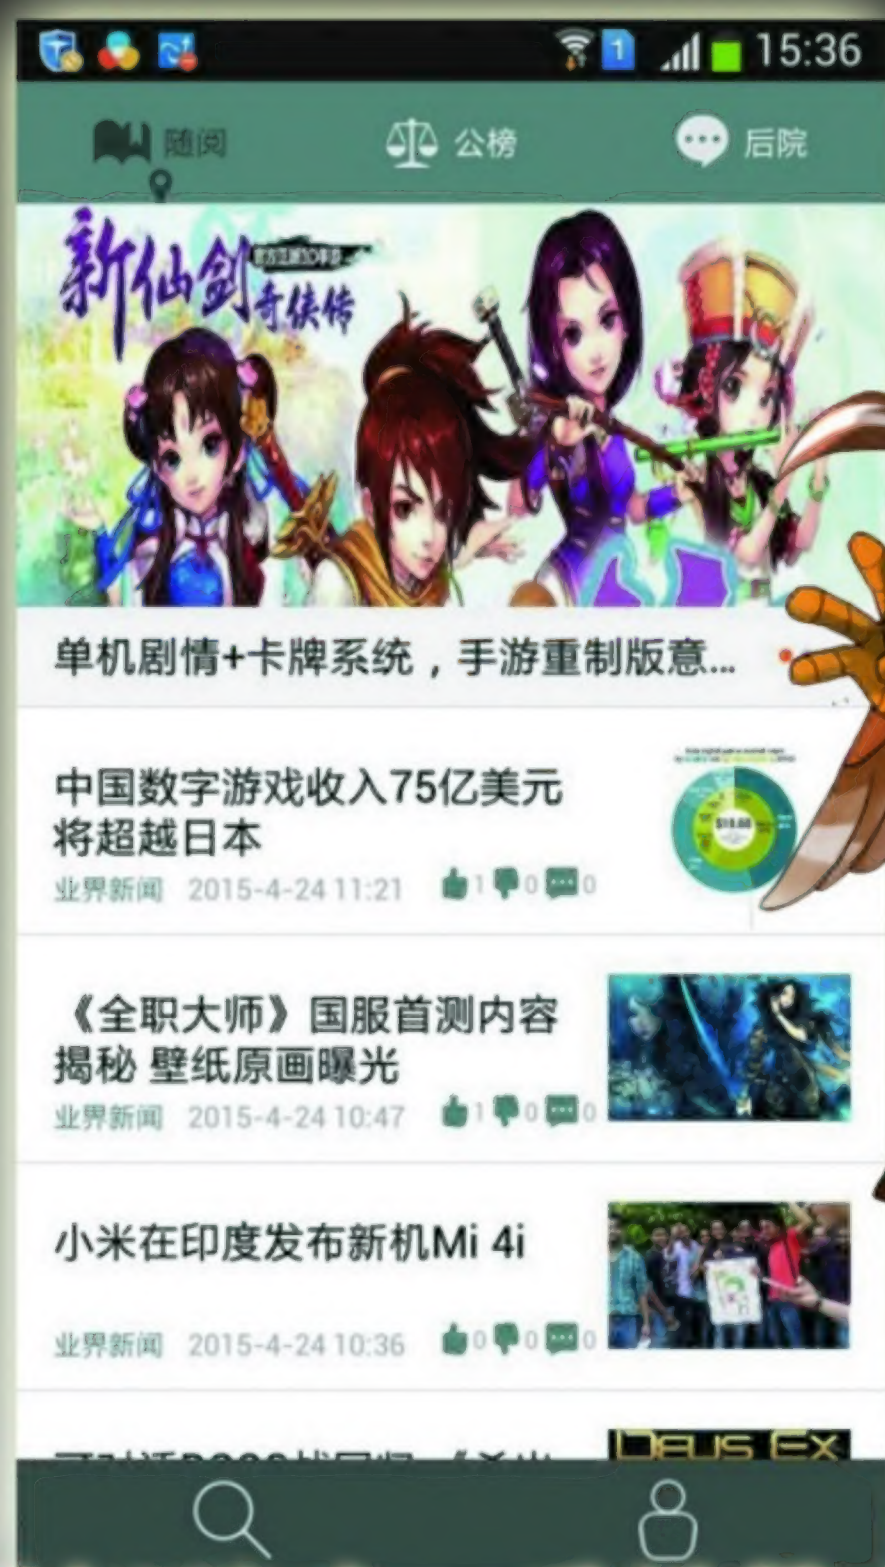 1 15:36
随阅 公榜 后院
新仙剑
奇侠传
单机剧情+卡牌系统，手游重制版意...
中国数字游戏收入75亿美元
将超越日本
业界新闻 2015-4-24 11:21 1 0 0
《全职大师》国服首测内容
揭秘 壁纸原画曝光
业界新闻 2015-4-24 10:47 1 0 0
小米在印度发布新机Mi 4i
业界新闻 2015-4-24 10:36 0 0 0
DEUS EX